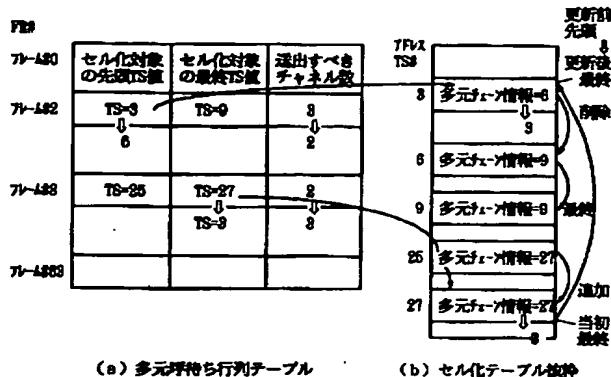 FR#
フレーム#0
セル化対象の先頭TS値
セル化対象の最終TS値
送出すべきチャネル数
フレーム#2
TS=3
⇩
6
TS=9
3
⇩
2
フレーム#8
TS=25
TS=27
⇩
TS=3
2
⇩
3
フレーム#63
(a) 多元呼待ち行列テーブル
アドレス
TS#
更新前
先頭
⇩
更新後
最終
3
多元チェーン情報=6
⇩
3
削除
6
多元チェーン情報=9
9
多元チェーン情報=9
最終
25
多元チェーン情報=27
追加
27
多元チェーン情報=27
⇩
3
当初
最終
(b) セル化テーブル抜粋